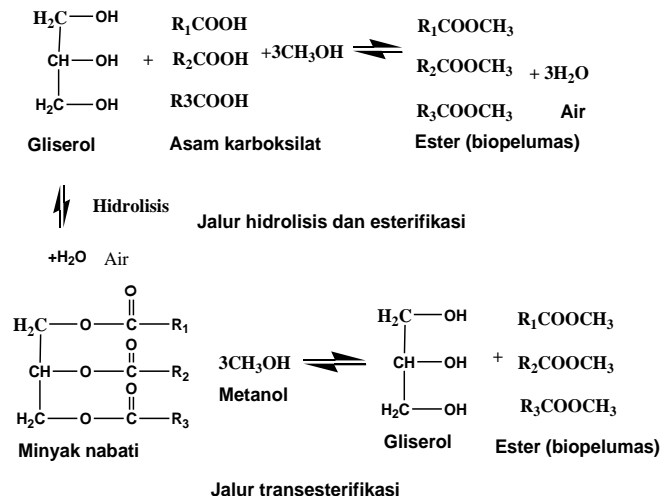 H₂C—OH R₁COOH R₁COOCH₃
CH—OH + R₂COOH +3CH₃OH ⇌ R₂COOCH₃ + 3H₂O
H₂C—OH R3COOH R₃COOCH₃ Air
Gliserol Asam karboksilat Ester (biopelumas)
Hidrolisis
Jalur hidrolisis dan esterifikasi
+H₂O Air
O
H₂C—O—C—R₁ H₂C—OH R₁COOCH₃
O
CH—O—C—R₂ 3CH₃OH ⇌ CH—OH + R₂COOCH₃
O Metanol
H₂C—O—C—R₃ H₂C—OH R₃COOCH₃
Minyak nabati Gliserol Ester (biopelumas)
Jalur transesterifikasi